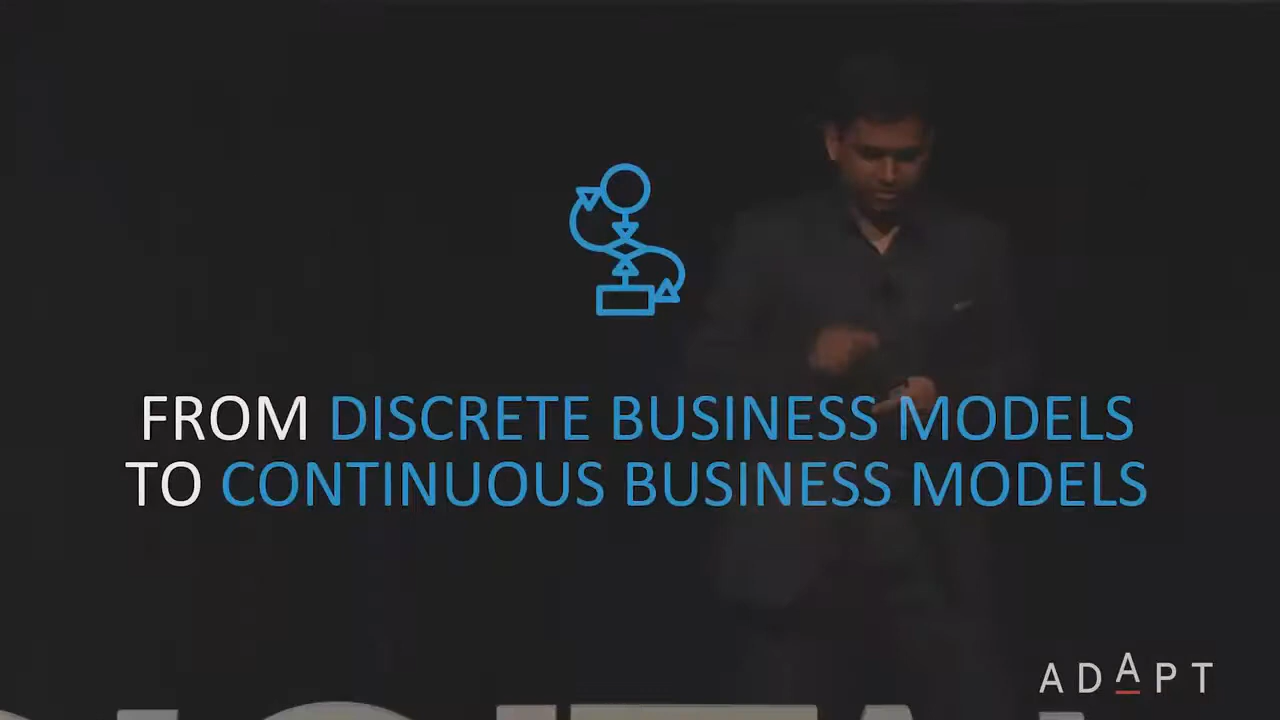 FROM DISCRETE BUSINESS MODELS
TO CONTINUOUS BUSINESS MODELS
ADAPT